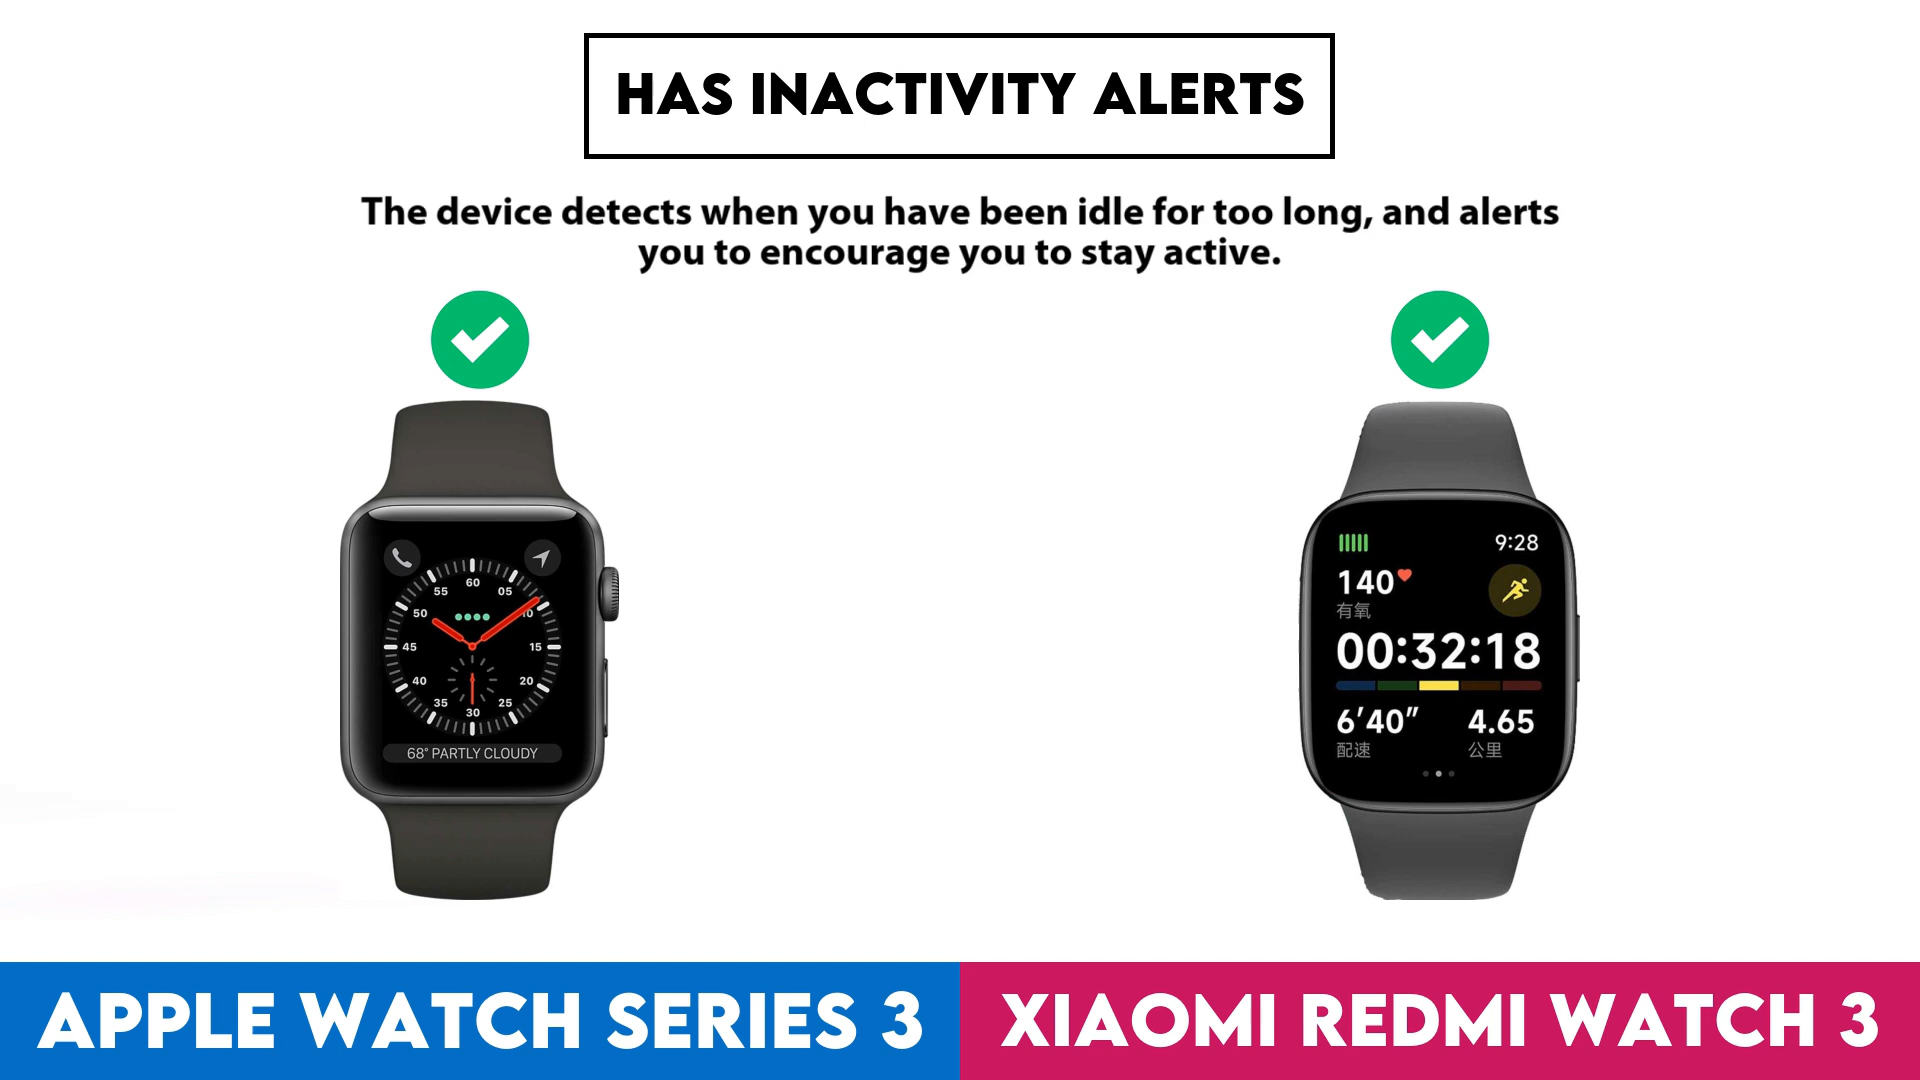 HAS INACTIVITY ALERTS
The device detects when you have been idle for too long, and alerts
you to encourage you to stay active.
60
55 05
50 10
45 15
40 20
35 25
30
68° PARTLY CLOUDY
9:28
140
有氧
00:32:18
6'40" 4.65
配速 公里
APPLE WATCH SERIES 3
XIAOMI REDMI WATCH 3